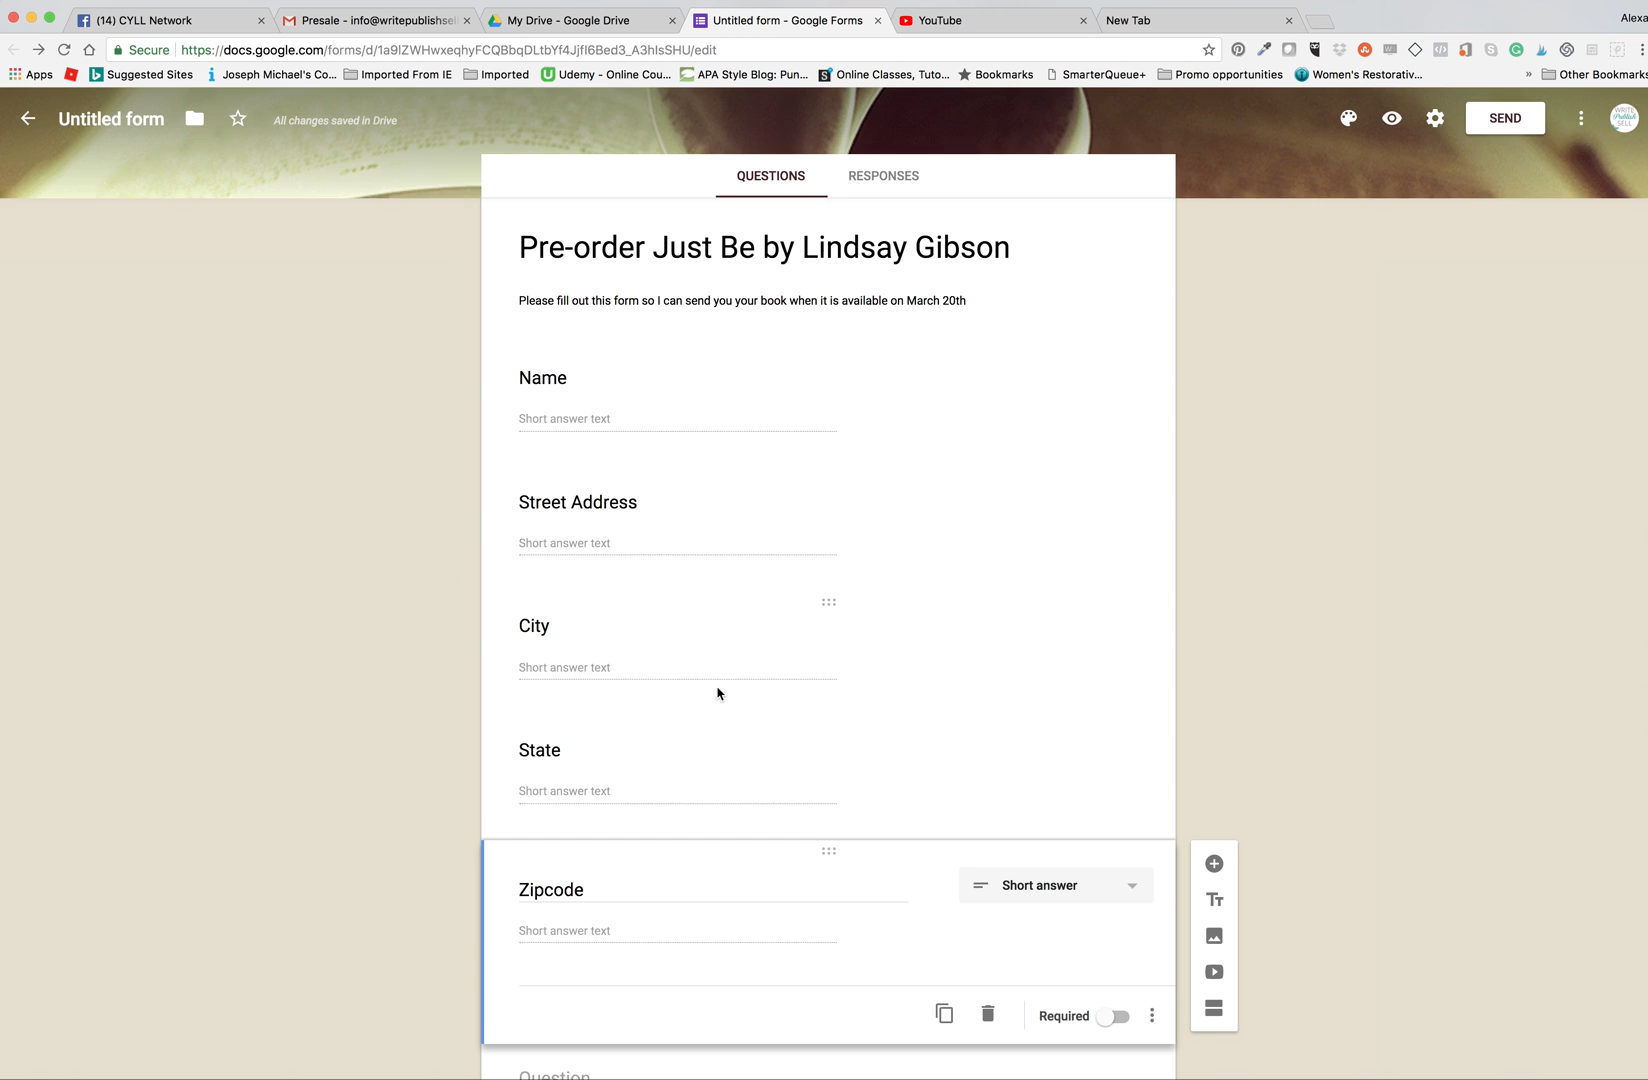 (14) CYLL Network
Presale - info@writepublishsell
My Drive - Google Drive
Untitled form - Google Forms
YouTube
New Tab
Alexa
Secure
https://docs.google.com/forms/d/1a9lZWHwxeqhyFCQBbqDLtbYf4Jjfl6Bed3_A3hlsSHU/edit
Apps
Suggested Sites
Joseph Michael's Co...
Imported From IE
Imported
Udemy - Online Cou...
APA Style Blog: Pun...
Online Classes, Tuto...
Bookmarks
SmarterQueue+
Promo opportunities
Women's Restorativ...
» Other Bookmarks
Untitled form
All changes saved in Drive
SEND
WRITE
Publish
SELL
QUESTIONS
RESPONSES
Pre-order Just Be by Lindsay Gibson
Please fill out this form so I can send you your book when it is available on March 20th
Name
Short answer text
Street Address
Short answer text
City
Short answer text
State
Short answer text
Zipcode
Short answer
Short answer text
Required
Question